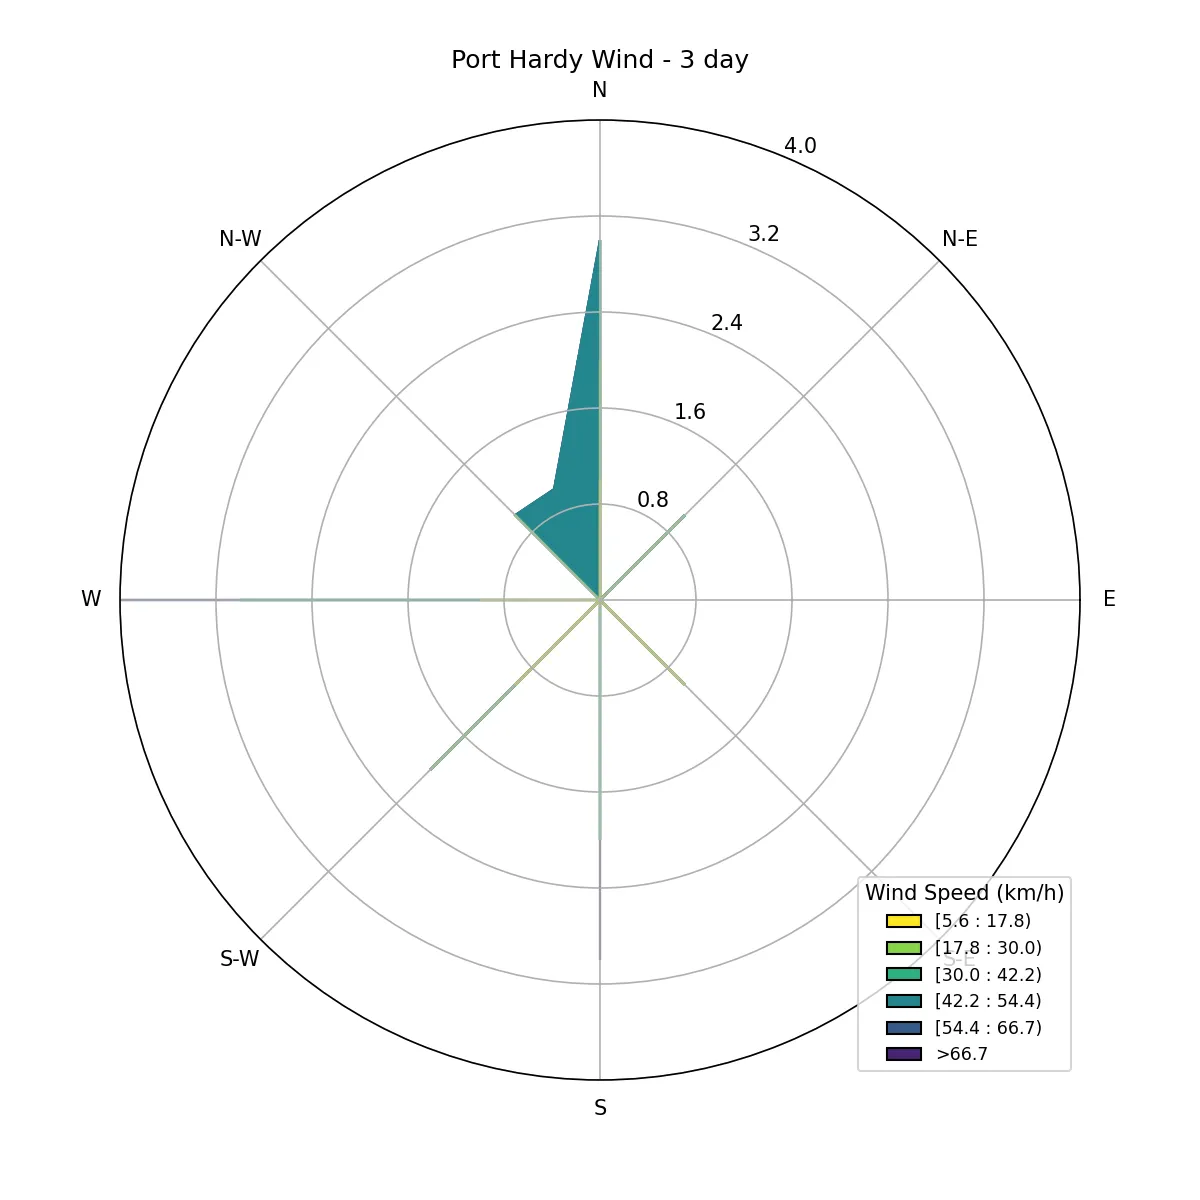 Port Hardy Wind - 3 day
N
4.0
N-W
3.2
N-E
2.4
1.6
0.8
W
E
Wind Speed (km/h)
[5.6 : 17.8)
[17.8 : 30.0)
S-W
S-E
[30.0 : 42.2)
[42.2 : 54.4)
[54.4 : 66.7)
>66.7
S